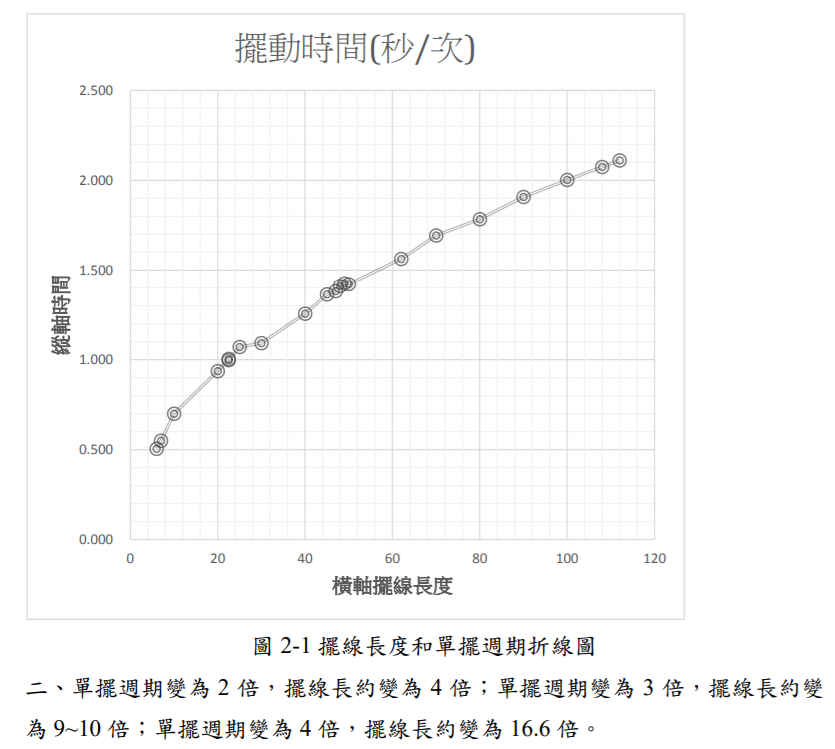 擺動時間(秒/次)
2.500
2.000
1.500
1.000
0.500
0.000
縱軸時間
0 20 40 60 80 100 120
橫軸擺線長度
圖 2-1 擺線長度和單擺週期折線圖
二、單擺週期變為 2 倍，擺線長約變為 4 倍；單擺週期變為 3 倍，擺線長約變
為 9~10 倍；單擺週期變為 4 倍，擺線長約變為 16.6 倍。